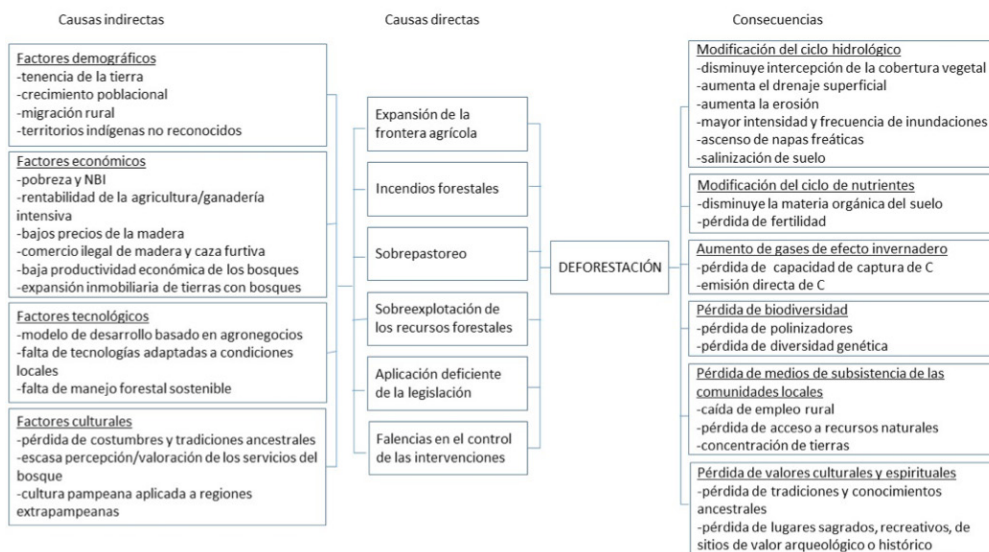 Causas indirectas
Factores demográficos
-tenencia de la tierra
-crecimiento poblacional
-migración rural
-territorios indígenas no reconocidos
Factores económicos
-pobreza y NBI
-rentabilidad de la agricultura/ganadería
intensiva
-bajos precios de la madera
-comercio ilegal de madera y caza furtiva
-baja productividad económica de los bosques
-expansión inmobiliaria de tierras con bosques
Factores tecnológicos
-modelo de desarrollo basado en agronegocios
-falta de tecnologías adaptadas a condiciones
locales
-falta de manejo forestal sostenible
Factores culturales
-pérdida de costumbres y tradiciones ancestrales
-escasa percepción/valoración de los servicios del
bosque
-cultura pampeana aplicada a regiones
extrapampeanas
Causas directas
Expansión de la
frontera agrícola
Incendios forestales
Sobrepastoreo
Sobreexplotación de
los recursos forestales
Aplicación deficiente
de la legislación
Falencias en el control
de las intervenciones
DEFORESTACIÓN
Consecuencias
Modificación del ciclo hidrológico
-disminuye intercepción de la cobertura vegetal
-aumenta el drenaje superficial
-aumenta la erosión
-mayor intensidad y frecuencia de inundaciones
-ascenso de napas freáticas
-salinización de suelo
Modificación del ciclo de nutrientes
-disminuye la materia orgánica del suelo
-pérdida de fertilidad
Aumento de gases de efecto invernadero
-pérdida de capacidad de captura de C
-emisión directa de C
Pérdida de biodiversidad
-pérdida de polinizadores
-pérdida de diversidad genética
Pérdida de medios de subsistencia de las
comunidades locales
-caída de empleo rural
-pérdida de acceso a recursos naturales
-concentración de tierras
Pérdida de valores culturales y espirituales
-pérdida de tradiciones y conocimientos
ancestrales
-pérdida de lugares sagrados, recreativos, de
sitios de valor arqueológico o histórico